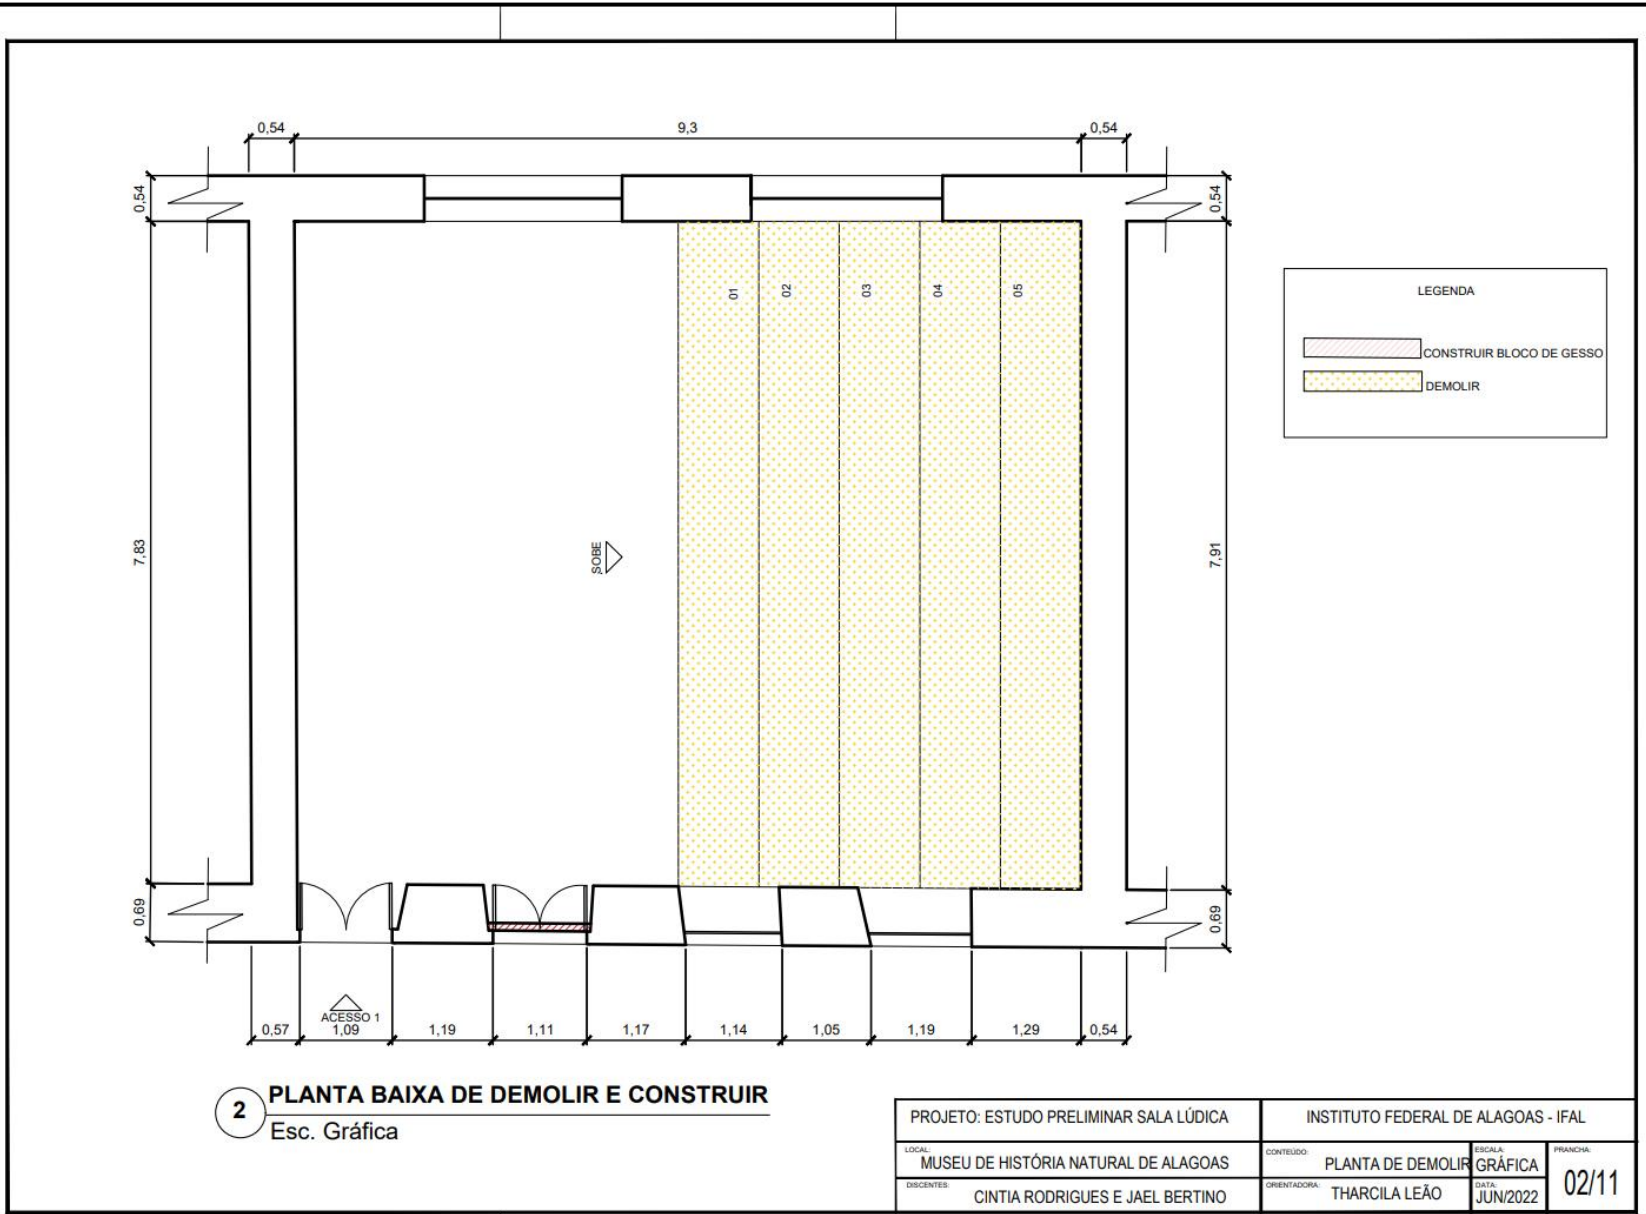 0,54
9,3
0,54
0,54
0,54
01
02
03
04
05
LEGENDA
CONSTRUIR BLOCO DE GESSO
DEMOLIR
7,83
SOBE
7,91
0,69
0,69
ACESSO 1
0,57
1,09
1,19
1,11
1,17
1,14
1,05
1,19
1,29
0,54
2
PLANTA BAIXA DE DEMOLIR E CONSTRUIR
Esc. Gráfica
PROJETO: ESTUDO PRELIMINAR SALA LÚDICA
INSTITUTO FEDERAL DE ALAGOAS - IFAL
LOCAL:
MUSEU DE HISTÓRIA NATURAL DE ALAGOAS
CONTEÚDO:
PLANTA DE DEMOLIR
ESCALA:
GRÁFICA
PRANCHA:
02/11
DISCENTES:
CINTIA RODRIGUES E JAEL BERTINO
ORIENTADORA:
THARCILA LEÃO
DATA:
JUN/2022